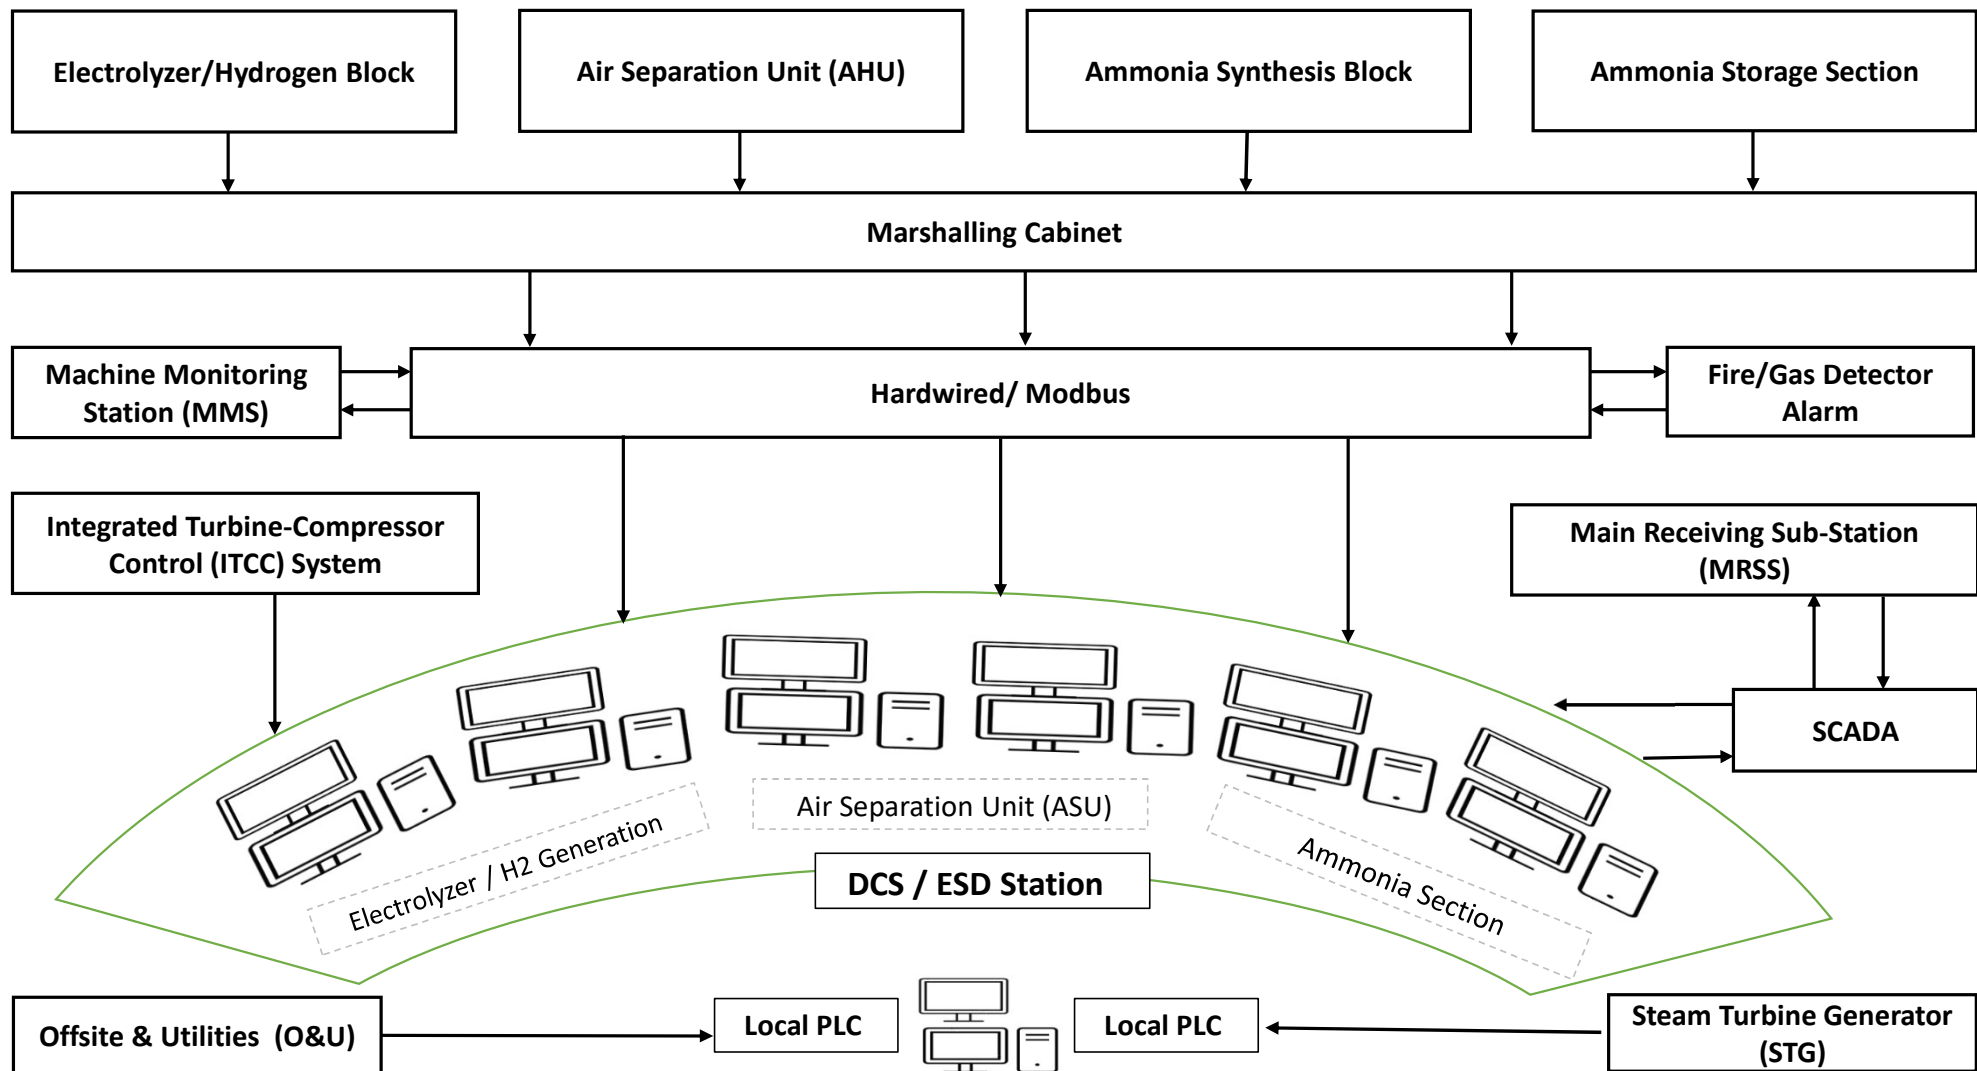 Electrolyzer/Hydrogen Block
Air Separation Unit (AHU)
Ammonia Synthesis Block
Ammonia Storage Section
Marshalling Cabinet
Machine Monitoring
Station (MMS)
Hardwired/ Modbus
Fire/Gas Detector
Alarm
Integrated Turbine-Compressor
Control (ITCC) System
Main Receiving Sub-Station
(MRSS)
SCADA
Electrolyzer / H2 Generation
Air Separation Unit (ASU)
Ammonia Section
DCS / ESD Station
Offsite & Utilities (O&U)
Local PLC
Local PLC
Steam Turbine Generator
(STG)